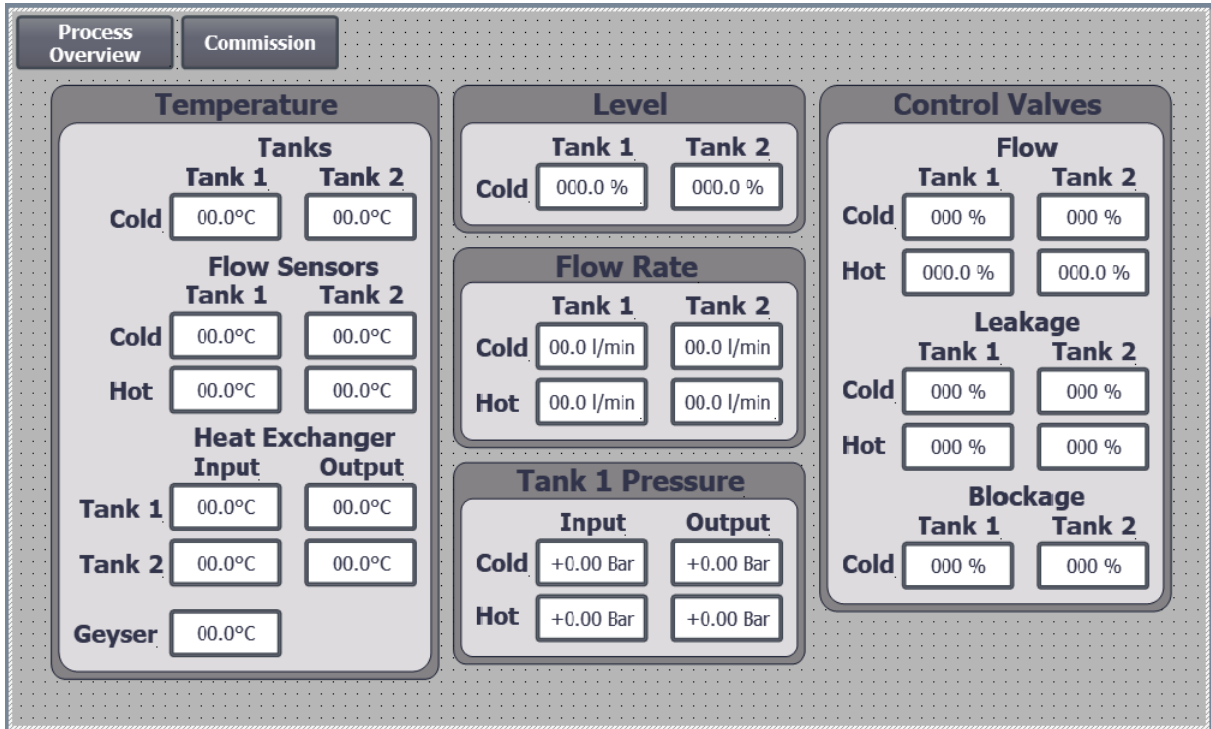 Process
Overview
Commission
Temperature
Tanks
Tank 1 Tank 2
Cold 00.0°C 00.0°C
Flow Sensors
Tank 1 Tank 2
Cold 00.0°C 00.0°C
Hot 00.0°C 00.0°C
Heat Exchanger
Input Output
Tank 1 00.0°C 00.0°C
Tank 2 00.0°C 00.0°C
Geyser 00.0°C
Level
Tank 1 Tank 2
Cold 000.0 % 000.0 %
Flow Rate
Tank 1 Tank 2
Cold 00.0 l/min 00.0 l/min
Hot 00.0 l/min 00.0 l/min
Tank 1 Pressure
Input Output
Cold +0.00 Bar +0.00 Bar
Hot +0.00 Bar +0.00 Bar
Control Valves
Flow
Tank 1 Tank 2
Cold 000 % 000 %
Hot 000.0 % 000.0 %
Leakage
Tank 1 Tank 2
Cold 000 % 000 %
Hot 000 % 000 %
Blockage
Tank 1 Tank 2
Cold 000 % 000 %